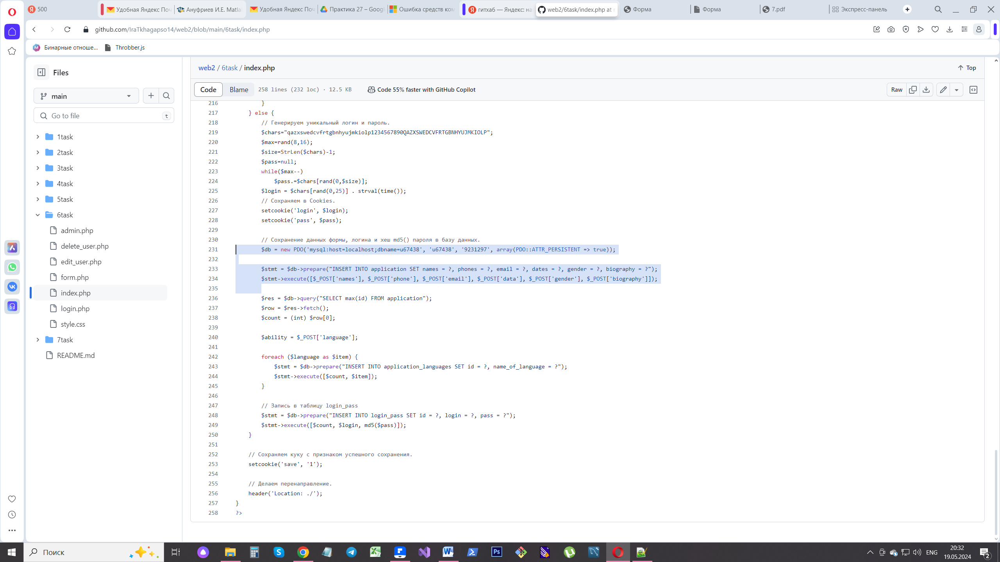 500
Удобная Яндекс Поч
Ануфриев И.Е. Matla
Удобная Яндекс Поч
Практика 27 – Googl
Ошибка средств ком
гитхаб — Яндекс: на
web2/6task/index.php at r
Форма
Форма
7.pdf
Экспресс-панель
github.com/IraTkhagapso14/web2/blob/main/6task/index.php
Бинарные отноше...
Throbber.js
Files
main
Go to file
t
1task
2task
3task
4task
5task
6task
admin.php
delete_user.php
edit_user.php
form.php
index.php
login.php
style.css
7task
README.md
web2 / 6task / index.php
Top
Code
Blame
258 lines (232 loc) · 12.5 KB
Code 55% faster with GitHub Copilot
Raw
216 }
217 } else {
218 // Генерируем уникальный логин и пароль.
219 $chars="qazxswedcvfrtgbnhyujmkiolp1234567890QAZXSWEDCVFRTGBNHYUJMKIOLP";
220 $max=rand(8,16);
221 $size=StrLen($chars)-1;
222 $pass=null;
223 while($max--)
224 $pass.=$chars[rand(0,$size)];
225 $login = $chars[rand(0,25)] . strval(time());
226 // Сохраняем в Cookies.
227 setcookie('login', $login);
228 setcookie('pass', $pass);
229
230 // Сохранение данных формы, логина и хеш md5() пароля в базу данных.
231 $db = new PDO('mysql:host=localhost;dbname=u67438', 'u67438', '9231297', array(PDO::ATTR_PERSISTENT => true));
232
233 $stmt = $db->prepare("INSERT INTO application SET names = ?, phones = ?, email = ?, dates = ?, gender = ?, biography = ?");
234 $stmt->execute([$_POST['names'], $_POST['phone'], $_POST['email'], $_POST['data'], $_POST['gender'], $_POST['biography']]);
235
236 $res = $db->query("SELECT max(id) FROM application");
237 $row = $res->fetch();
238 $count = (int) $row[0];
239
240 $ability = $_POST['language'];
241
242 foreach ($language as $item) {
243 $stmt = $db->prepare("INSERT INTO application_languages SET id = ?, name_of_language = ?");
244 $stmt->execute([$count, $item]);
245 }
246
247 // Запись в таблицу login_pass
248 $stmt = $db->prepare("INSERT INTO login_pass SET id = ?, login = ?, pass = ?");
249 $stmt->execute([$count, $login, md5($pass)]);
250 }
251
252 // Сохраняем куку с признаком успешного сохранения.
253 setcookie('save', '1');
254
255 // Делаем перенаправление.
256 header('Location: ./');
257 }
258 ?>
Поиск
ENG
20:32
19.05.2024
2